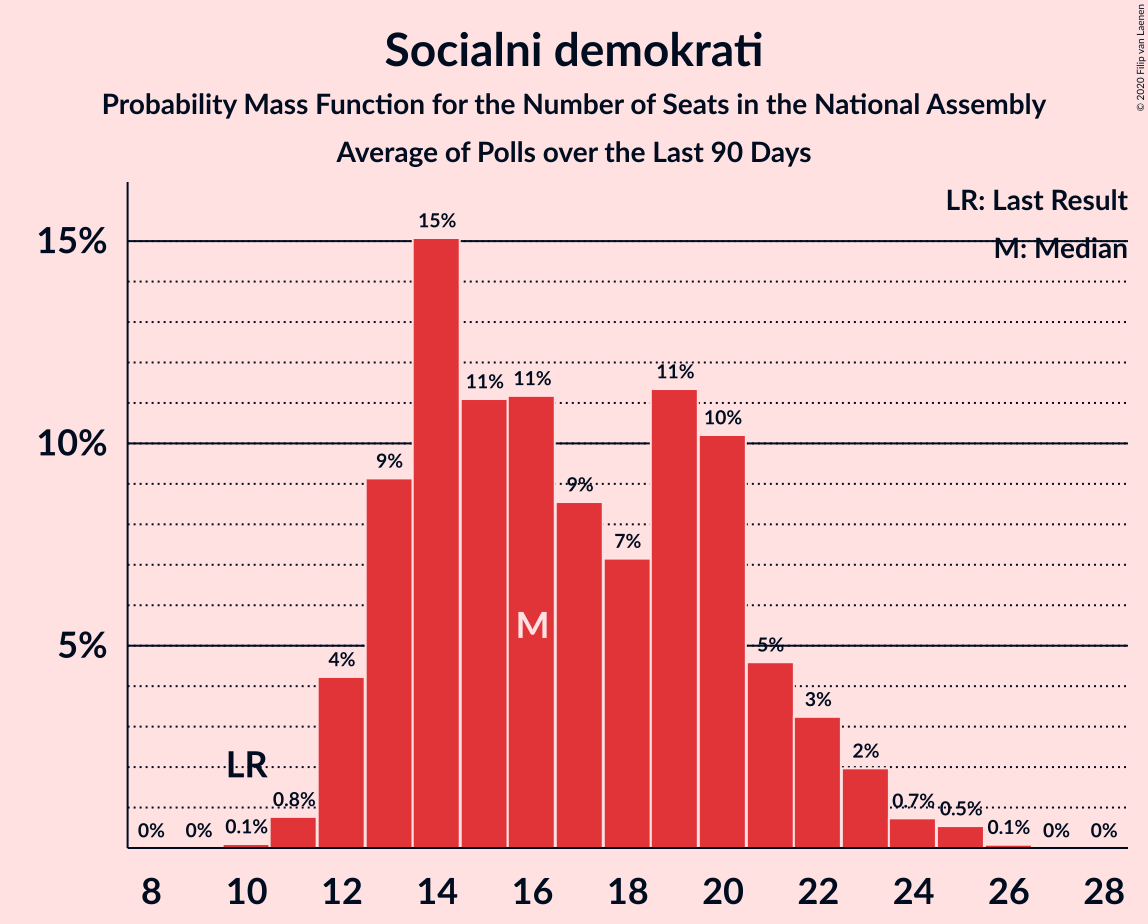 Socialni demokrati
Probability Mass Function for the Number of Seats in the National Assembly
Average of Polls over the Last 90 Days
© 2020 Filip van Laenen
LR: Last Result
M: Median
15%
10%
5%
0%
0%
0.1%
0.8%
4%
9%
15%
11%
11%
9%
7%
11%
10%
5%
3%
2%
0.7%
0.5%
0.1%
0%
0%
LR
M
8 10 12 14 16 18 20 22 24 26 28